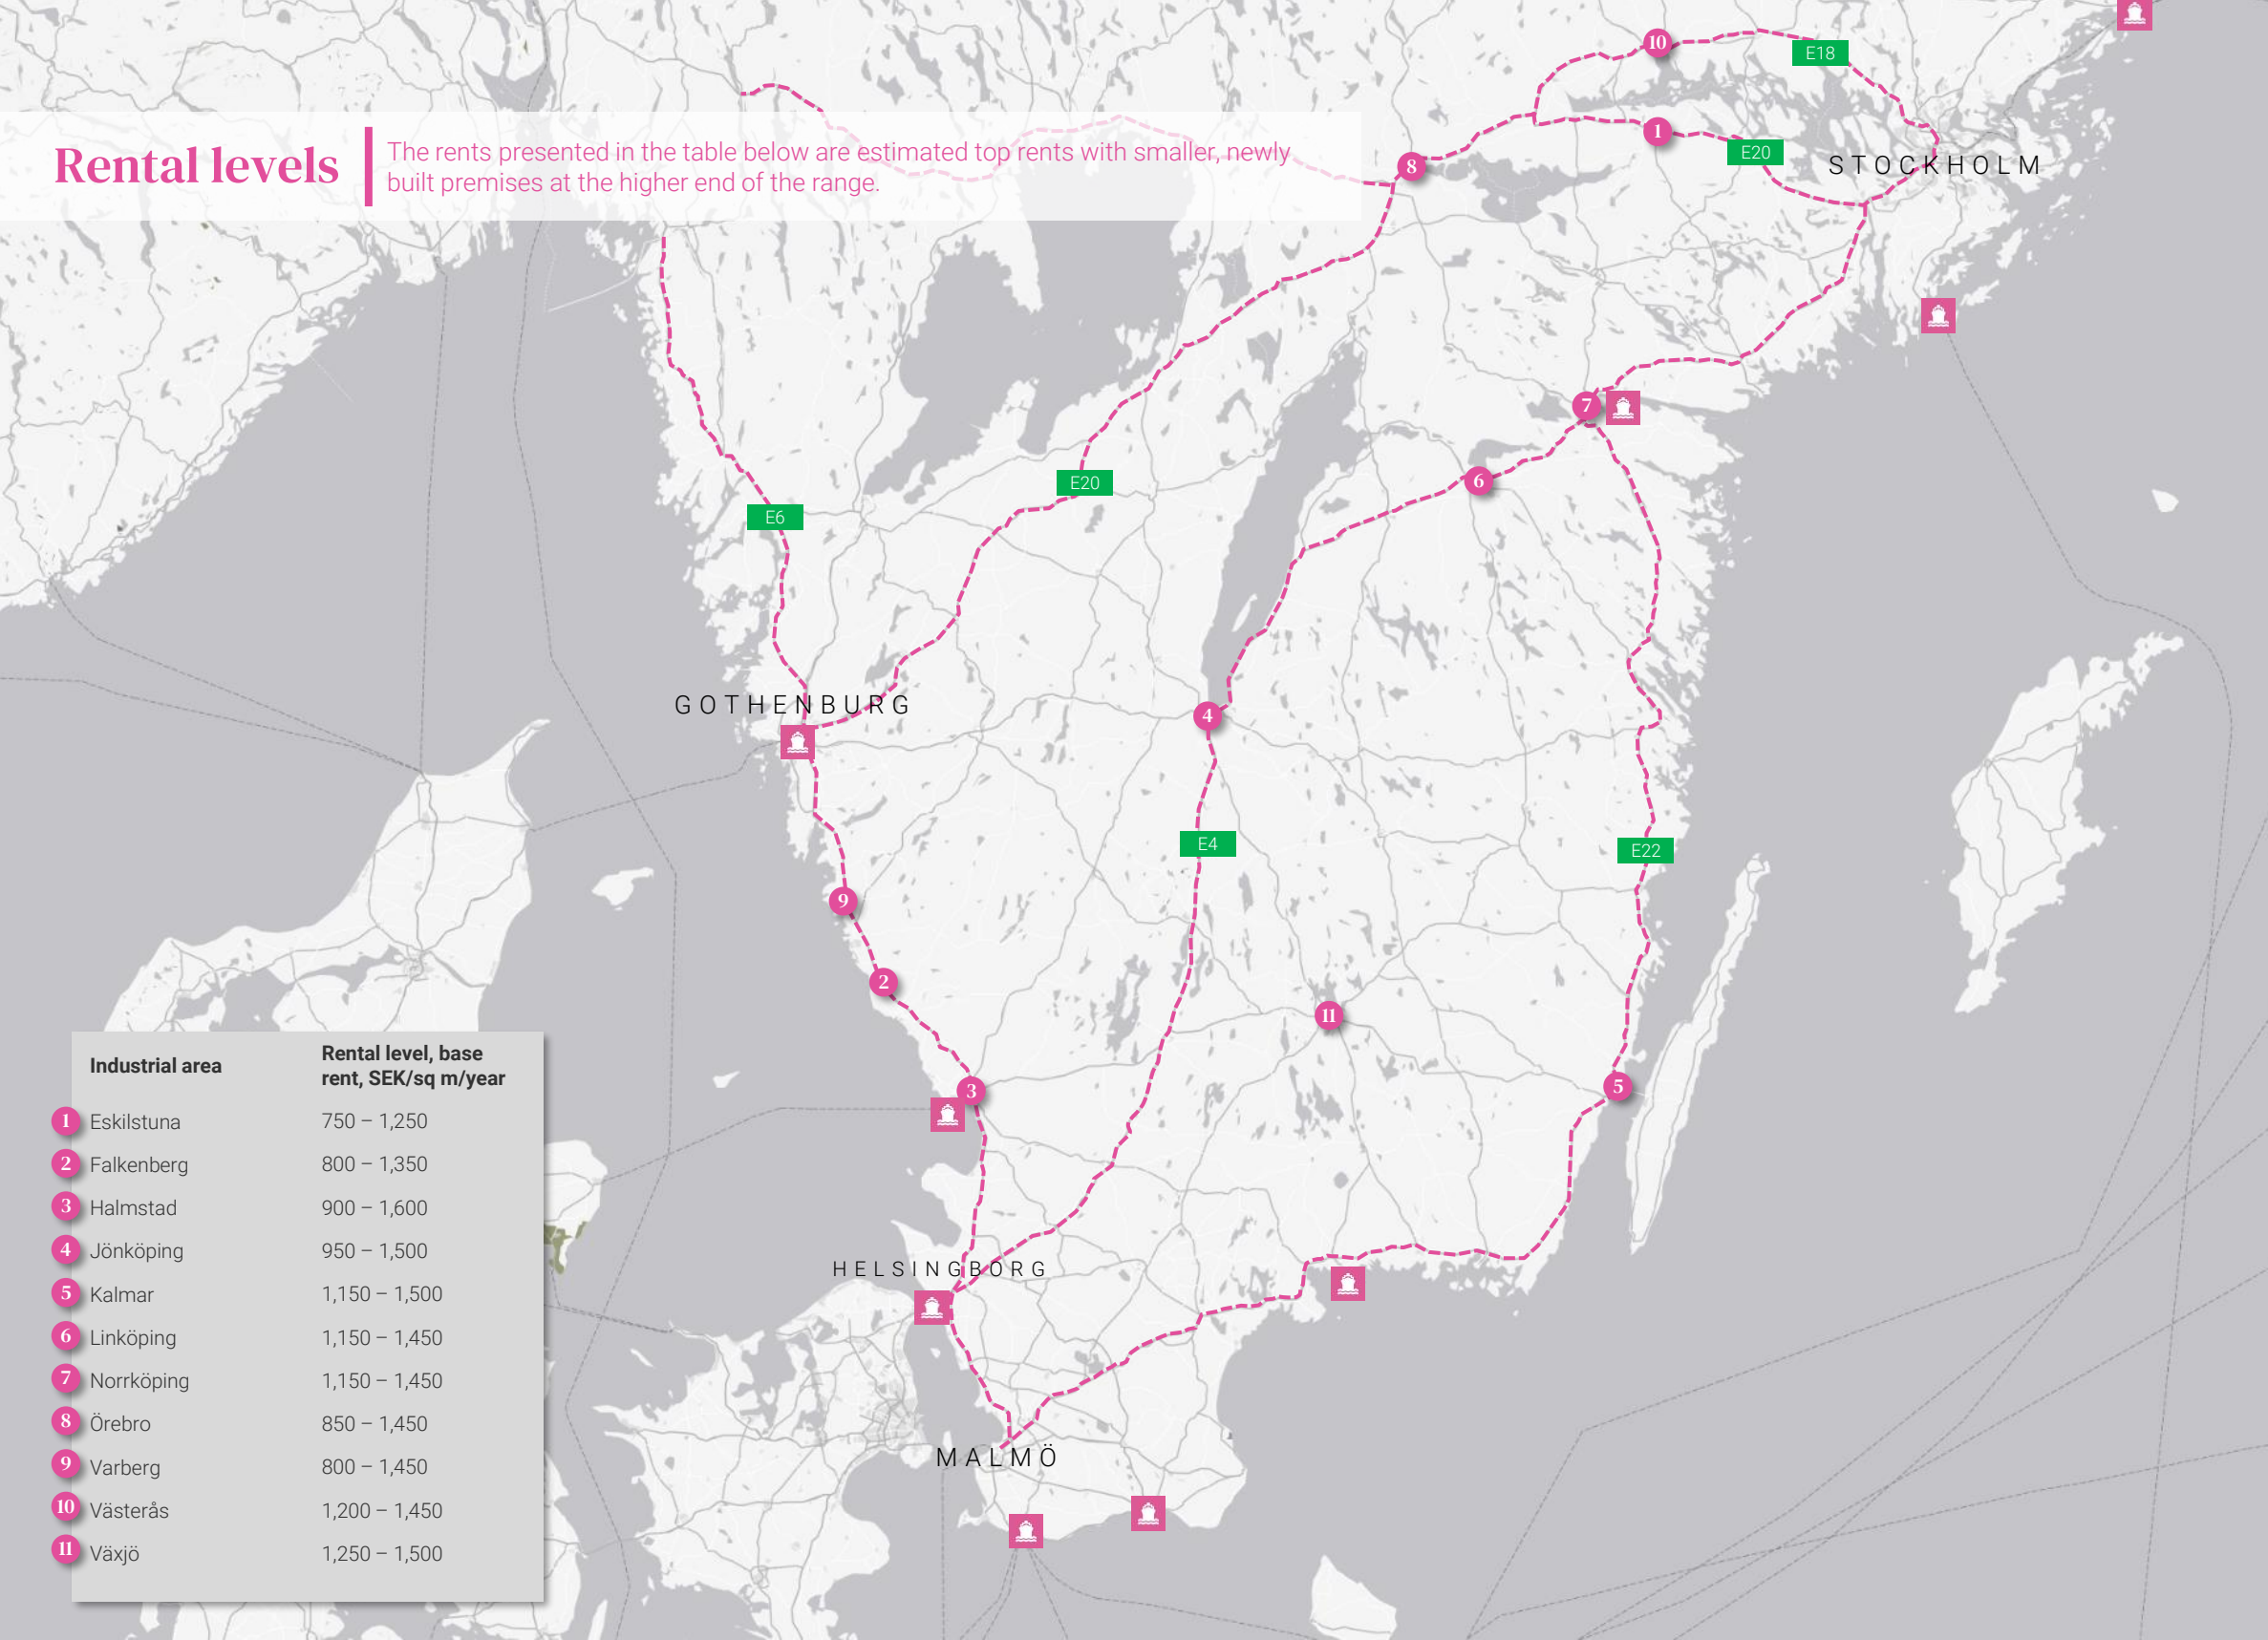 Rental levels
The rents presented in the table below are estimated top rents with smaller, newly
built premises at the higher end of the range.
10
E18
1
E20
STOCKHOLM
8
7
6
E20
E6
GOTHENBURG
4
E4
E22
9
2
11
3
5
HELSINGBORG
MALMÖ
Industrial area
Rental level, base
rent, SEK/sq m/year
1 Eskilstuna 750 – 1,250
2 Falkenberg 800 – 1,350
3 Halmstad 900 – 1,600
4 Jönköping 950 – 1,500
5 Kalmar 1,150 – 1,500
6 Linköping 1,150 – 1,450
7 Norrköping 1,150 – 1,450
8 Örebro 850 – 1,450
9 Varberg 800 – 1,450
10 Västerås 1,200 – 1,450
11 Växjö 1,250 – 1,500